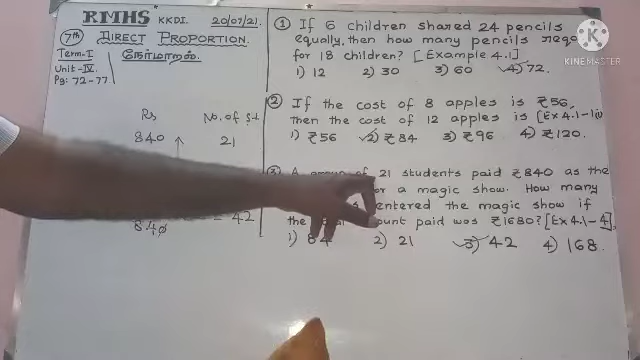 RMHS KKDI. 20/07/21.
7th DIRECT PROPORTION.
Term-I நேர்மாறல்.
Unit-IV.
Pg: 72-77
Rs No. of st
840 ↑ 21
= 42
840
① If 6 children shared 24 pencils
equally, then how many pencils
for 18 children? [Example 4.1]
1) 12 2) 30 3) 60 ✓4) 72.
② If the cost of 8 apples is ₹56,
then the cost of 12 apples is [Ex 4.1-1(i)
1) ₹56 ✓2) ₹84 3) ₹96 4) ₹120.
③ A group of 21 students paid ₹840 as the
for a magic show. How many
entered the magic show if
the paid was ₹1680? [Ex 4.1-4]
1) 84 2) 21 ✓3) 42 4) 168.
KINEMASTER